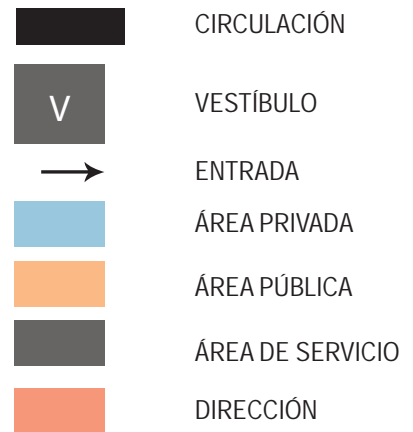 CIRCULACIÓN
V VESTÍBULO
ENTRADA
ÁREA PRIVADA
ÁREA PÚBLICA
ÁREA DE SERVICIO
DIRECCIÓN